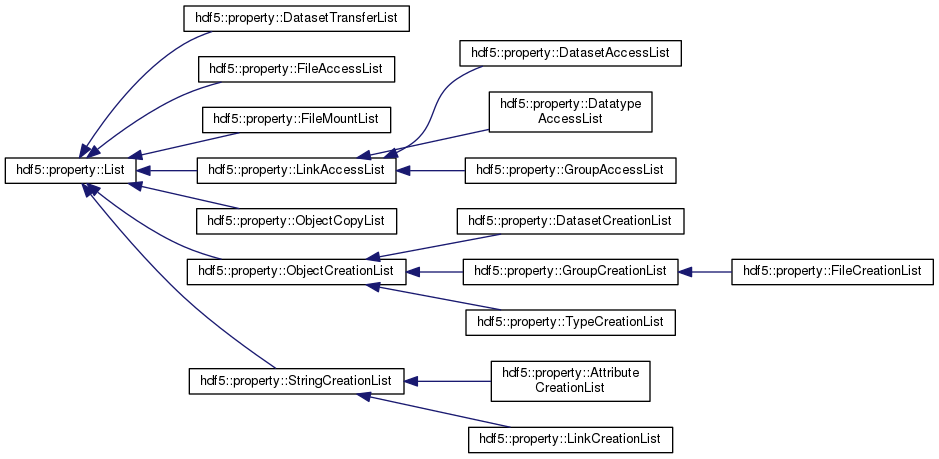 hdf5::property::DatasetTransferList
hdf5::property::DatasetAccessList
hdf5::property::FileAccessList
hdf5::property::Datatype
AccessList
hdf5::property::FileMountList
hdf5::property::List
hdf5::property::LinkAccessList
hdf5::property::GroupAccessList
hdf5::property::ObjectCopyList
hdf5::property::DatasetCreationList
hdf5::property::ObjectCreationList
hdf5::property::GroupCreationList
hdf5::property::FileCreationList
hdf5::property::TypeCreationList
hdf5::property::StringCreationList
hdf5::property::Attribute
CreationList
hdf5::property::LinkCreationList